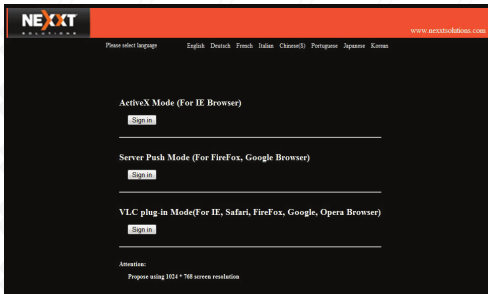 NEXXT
SOLUTIONS
www.nexxtsolutions.com
Please select language English Deutsch French Italian Chinese(S) Portuguese Japanese Korean
ActiveX Mode (For IE Browser)
Sign in
Server Push Mode (For FireFox, Google Browser)
Sign in
VLC plug-in Mode(For IE, Safari, FireFox, Google, Opera Browser)
Sign in
Attention:
Propose using 1024 * 768 screen resolution